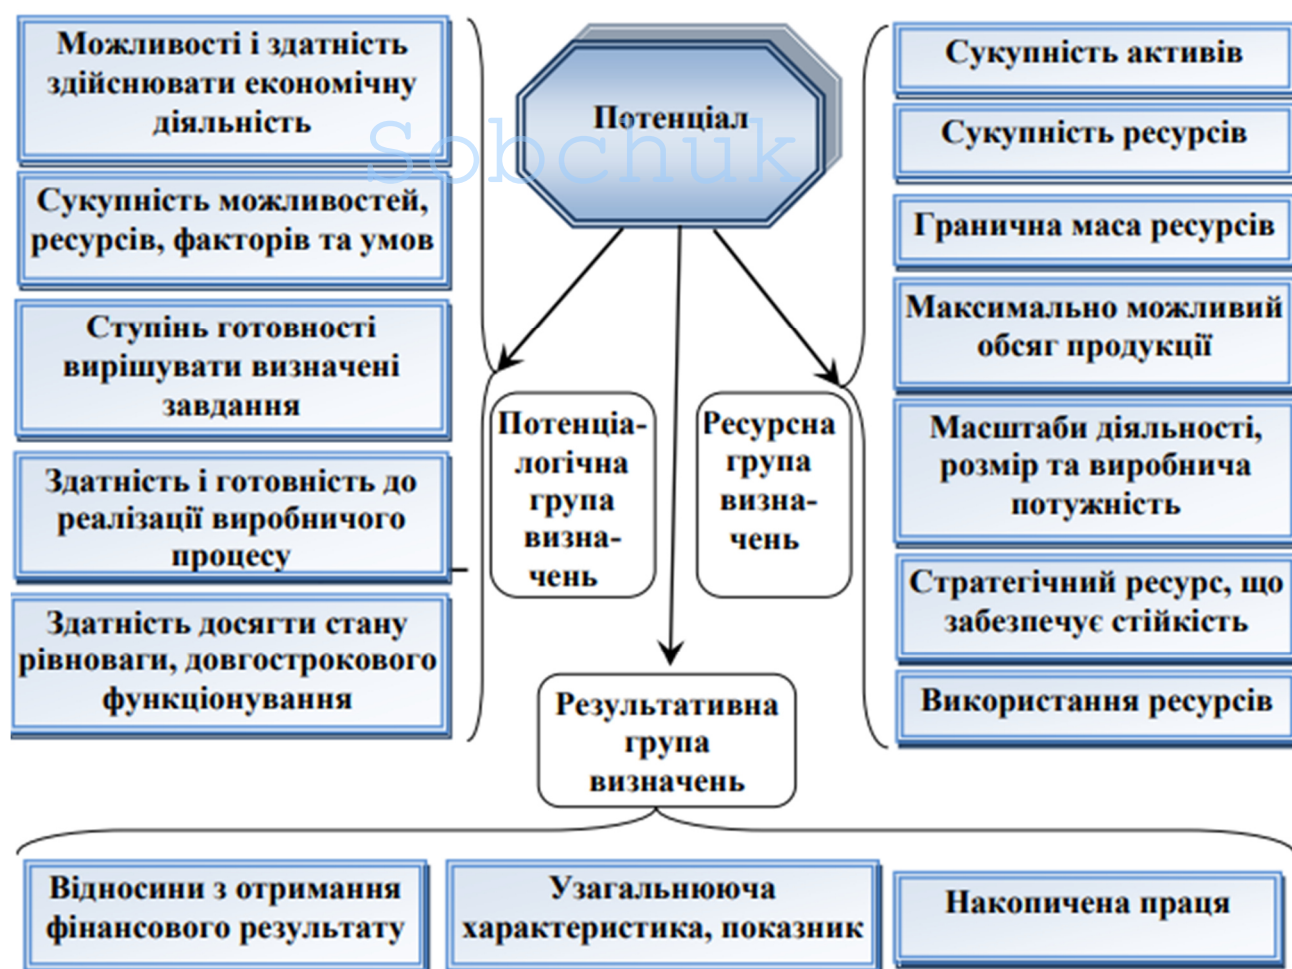 Можливості і здатність
здійснювати економічну
діяльність
Сукупність можливостей,
ресурсів, факторів та умов
Ступінь готовності
вирішувати визначені
завдання
Здатність і готовність до
реалізації виробничого
процесу
Здатність досягти стану
рівноваги, довгострокового
функціонування
Потенціал
Sobchuk
Потенціа-
логічна
група
визна-
чень
Ресурсна
група
визна-
чень
Результативна
група
визначень
Сукупність активів
Сукупність ресурсів
Гранична маса ресурсів
Максимально можливий
обсяг продукції
Масштаби діяльності,
розмір та виробнича
потужність
Стратегічний ресурс, що
забезпечує стійкість
Використання ресурсів
Відносини з отримання
фінансового результату
Узагальнююча
характеристика, показник
Накопичена праця